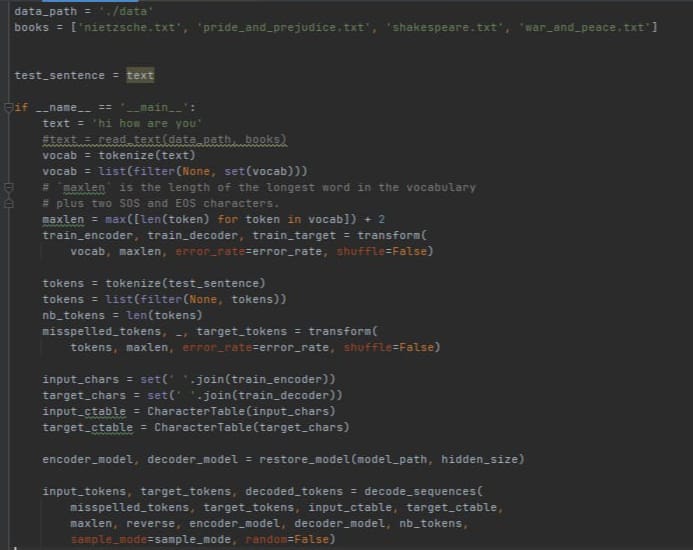 data_path = './data'
books = ['nietzsche.txt', 'pride_and_prejudice.txt', 'shakespeare.txt', 'war_and_peace.txt']
test_sentence = text
if __name__ == '__main__':
    text = 'hi how are you'
    #text = read_text(data_path, books)
    vocab = tokenize(text)
    vocab = list(filter(None, set(vocab)))
    # `maxlen` is the length of the longest word in the vocabulary
    # plus two SOS and EOS characters.
    maxlen = max([len(token) for token in vocab]) + 2
    train_encoder, train_decoder, train_target = transform(
        vocab, maxlen, error_rate=error_rate, shuffle=False)
    tokens = tokenize(test_sentence)
    tokens = list(filter(None, tokens))
    nb_tokens = len(tokens)
    misspelled_tokens, _, target_tokens = transform(
        tokens, maxlen, error_rate=error_rate, shuffle=False)
    input_chars = set(' '.join(train_encoder))
    target_chars = set(' '.join(train_decoder))
    input_ctable = CharacterTable(input_chars)
    target_ctable = CharacterTable(target_chars)
    encoder_model, decoder_model = restore_model(model_path, hidden_size)
    input_tokens, target_tokens, decoded_tokens = decode_sequences(
        misspelled_tokens, target_tokens, input_ctable, target_ctable,
        maxlen, reverse, encoder_model, decoder_model, nb_tokens,
        sample_mode=sample_mode, random=False)